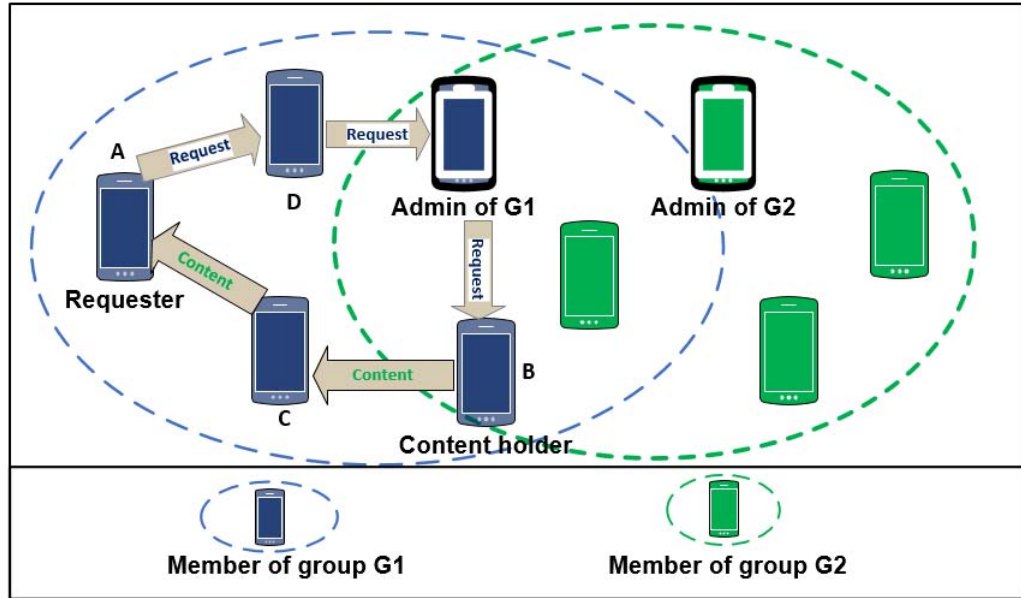 A
Request
D
Request
Admin of G1
Admin of G2
Request
Content
Requester
B
Content
C
Content holder
Member of group G1
Member of group G2